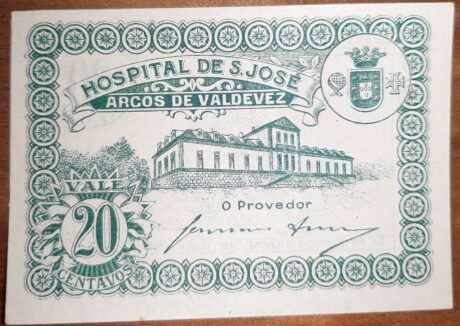 HOSPITAL DE S. JOSÉ
ARCOS DE VALDEVEZ
O Provedor
VALE
20
CENTAVOS